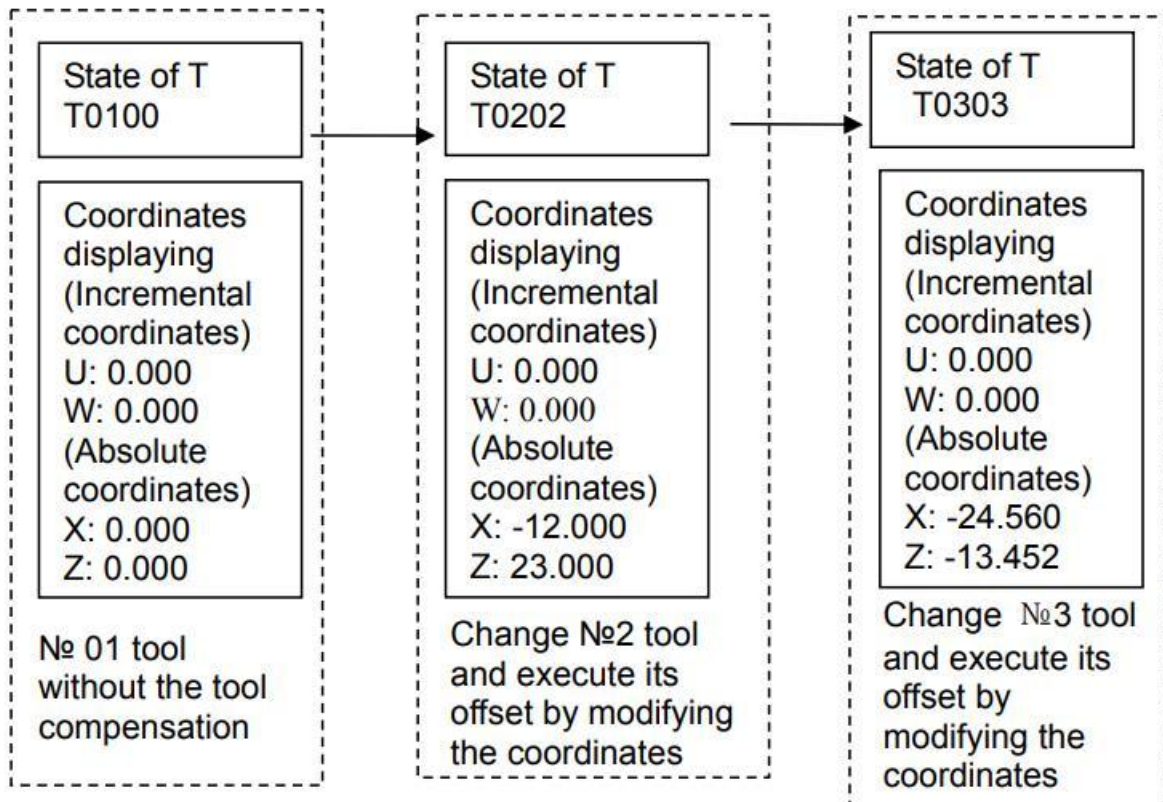 State of T
T0100
Coordinates
displaying
(Incremental
coordinates)
U: 0.000
W: 0.000
(Absolute
coordinates)
X: 0.000
Z: 0.000
№ 01 tool
without the tool
compensation
State of T
T0202
Coordinates
displaying
(Incremental
coordinates)
U: 0.000
W: 0.000
(Absolute
coordinates)
X: -12.000
Z: 23.000
Change №2 tool
and execute its
offset by modifying
the coordinates
State of T
T0303
Coordinates
displaying
(Incremental
coordinates)
U: 0.000
W: 0.000
(Absolute
coordinates)
X: -24.560
Z: -13.452
Change №3 tool
and execute its
offset by
modifying the
coordinates